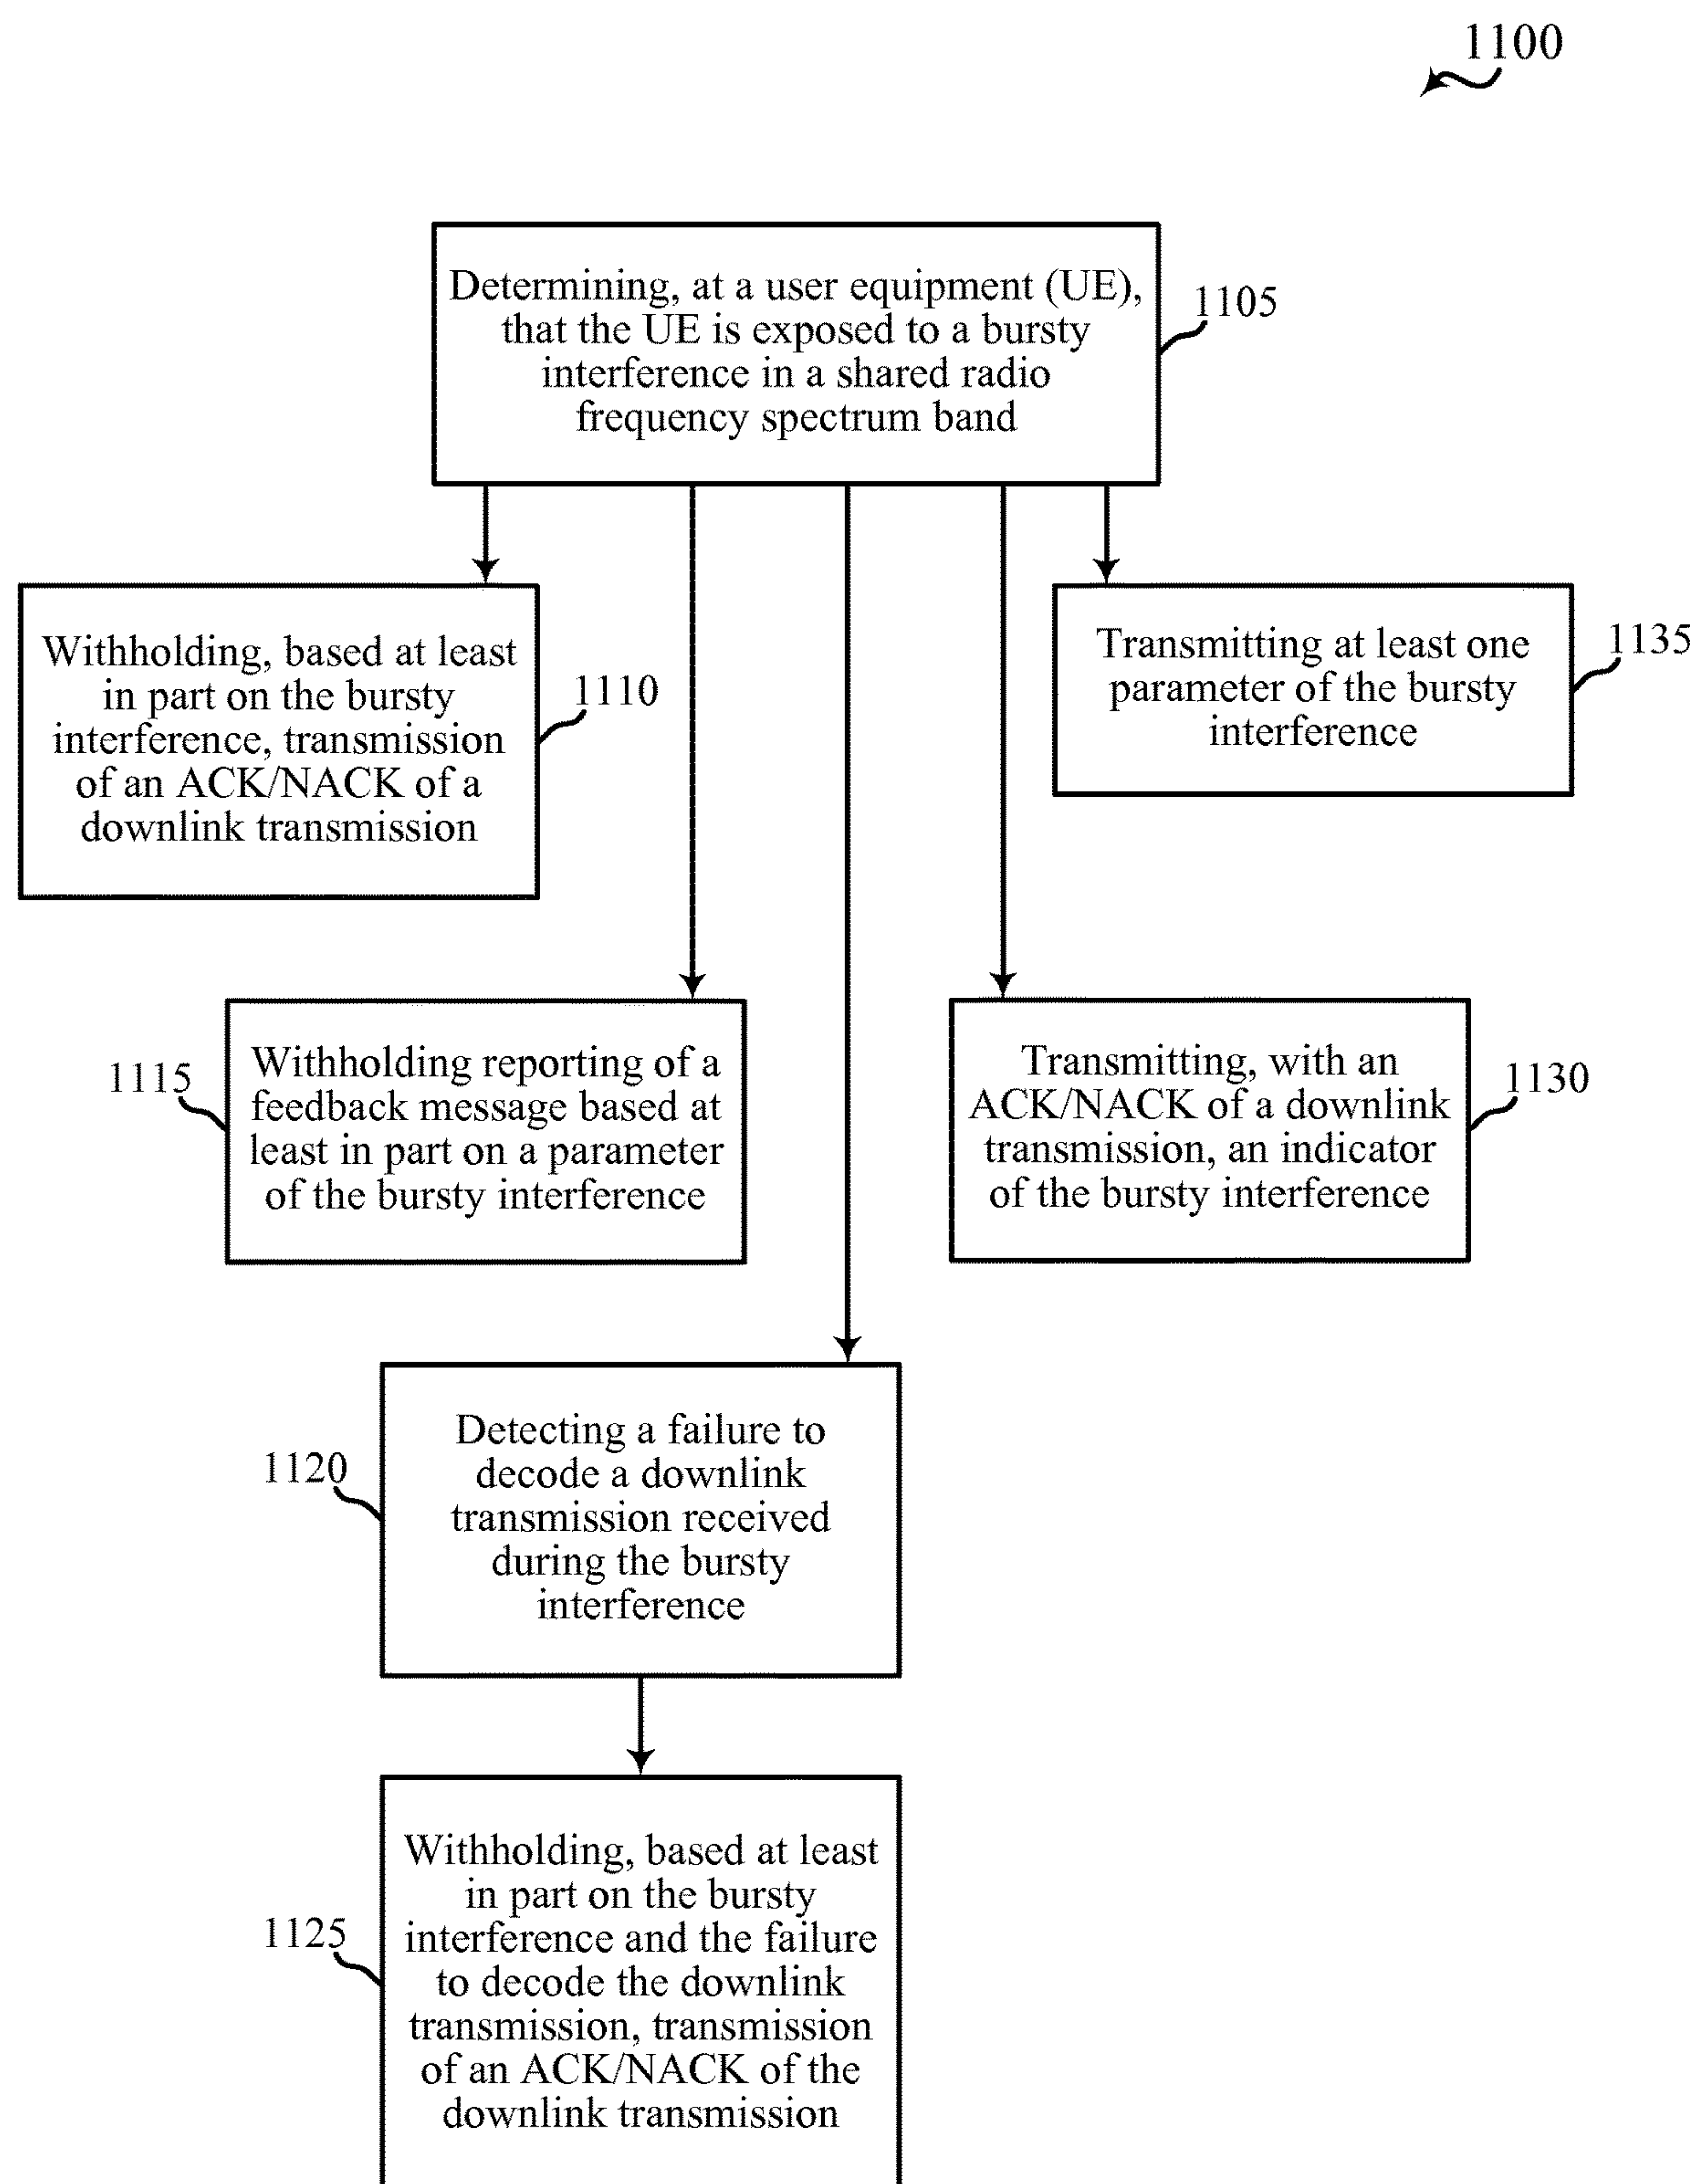 1100
Determining, at a user equipment (UE),
that the UE is exposed to a bursty
interference in a shared radio
frequency spectrum band
1105
Withholding, based at least
in part on the bursty
interference, transmission
of an ACK/NACK of a
downlink transmission
1110
Transmitting at least one
parameter of the bursty
interference
1135
1115
Withholding reporting of a
feedback message based at
least in part on a parameter
of the bursty interference
Transmitting, with an
ACK/NACK of a downlink
transmission, an indicator
of the bursty interference
1130
1120
Detecting a failure to
decode a downlink
transmission received
during the bursty
interference
1125
Withholding, based at least
in part on the bursty
interference and the failure
to decode the downlink
transmission, transmission
of an ACK/NACK of the
downlink transmission